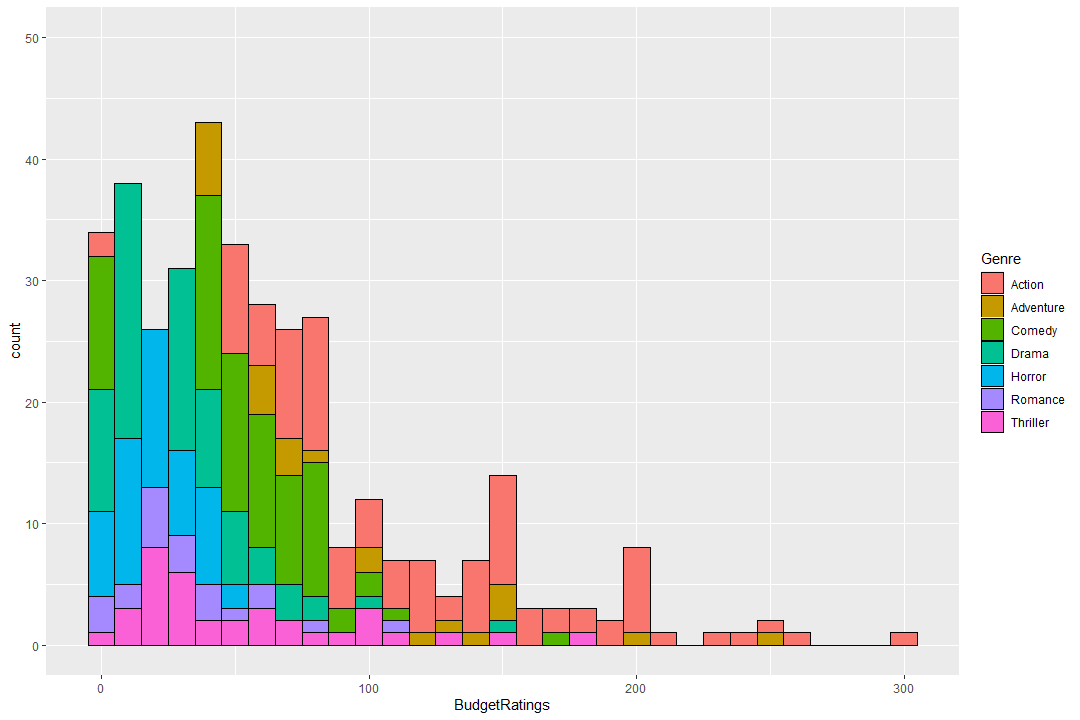 50
40
30
20
10
0
count
0
100
200
300
BudgetRatings
Genre
Action
Adventure
Comedy
Drama
Horror
Romance
Thriller